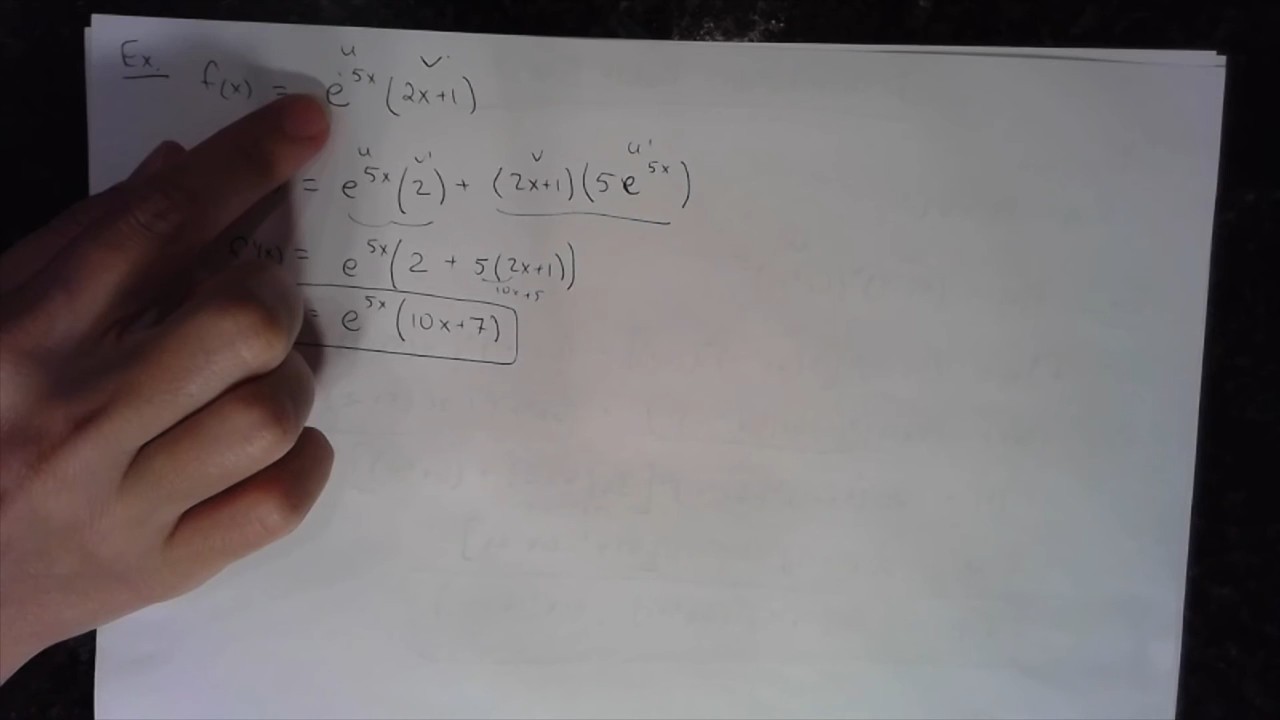 Ex.
u v
f(x) = e^5x (2x+1)
u v' v u'
= e^5x (2) + (2x+1)(5e^5x)
f'(x) = e^5x (2 + 5(2x+1))
10x+5
= e^5x (10x+7)